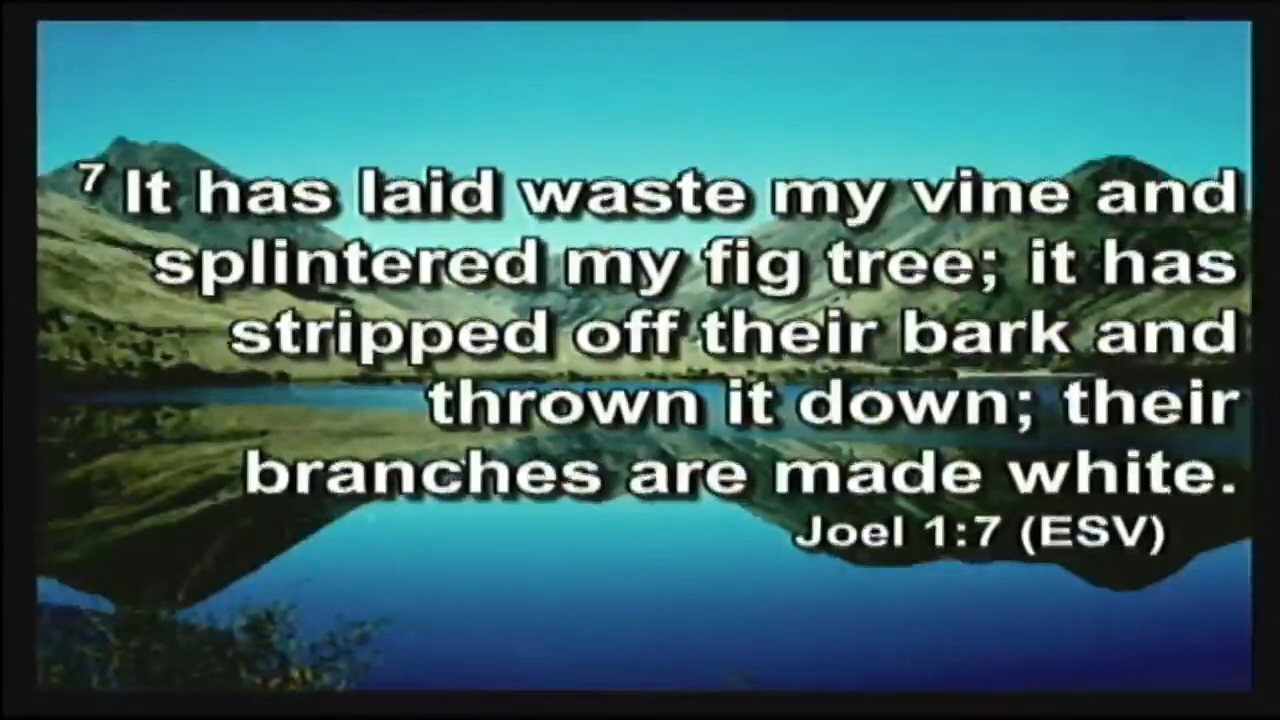 7 It has laid waste my vine and
splintered my fig tree; it has
stripped off their bark and
thrown it down; their
branches are made white.
Joel 1:7 (ESV)